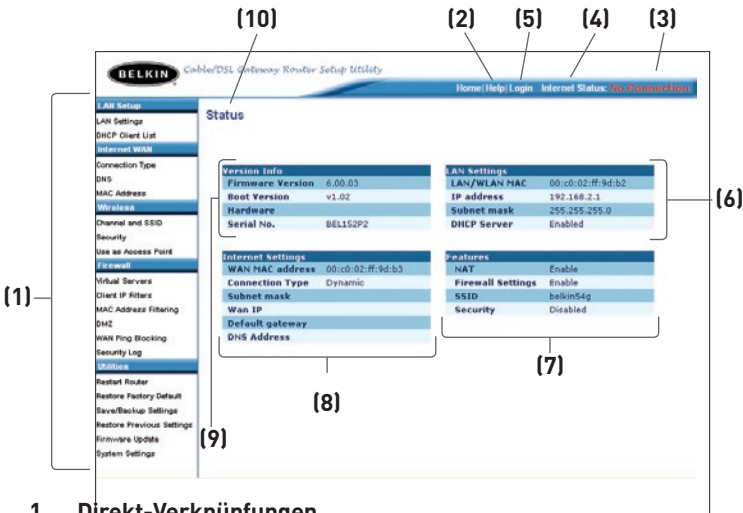 (10) (2) (5) (4) (3)
BELKIN Cable/DSL Gateway Router Setup Utility
Home|Help|Login Internet Status: No Connection
LAN Setup
LAN Settings
DHCP Client List
Internet WAN
Connection Type
DNS
MAC Address
Wireless
Channel and SSID
Security
Use as Access Point
Firewall
Virtual Servers
Client IP Filters
MAC Address Filtering
DMZ
WAN Ping Blocking
Security Log
Utilities
Restart Router
Restore Factory Default
Save/Backup Settings
Restore Previous Settings
Firmware Update
System Settings
(1)
Status
Version Info
Firmware Version 6.00.03
Boot Version v1.02
Hardware
Serial No. BEL152P2
(9)
LAN Settings
LAN/WLAN MAC 00:c0:02:ff:9d:b2
IP address 192.168.2.1
Subnet mask 255.255.255.0
DHCP Server Enabled
(6)
Internet Settings
WAN MAC address 00:c0:02:ff:9d:b3
Connection Type Dynamic
Subnet mask
Wan IP
Default gateway
DNS Address
(8)
Features
NAT Enable
Firewall Settings Enable
SSID belkin54g
Security Disabled
(7)
1. Direkt-Verknüpfungen